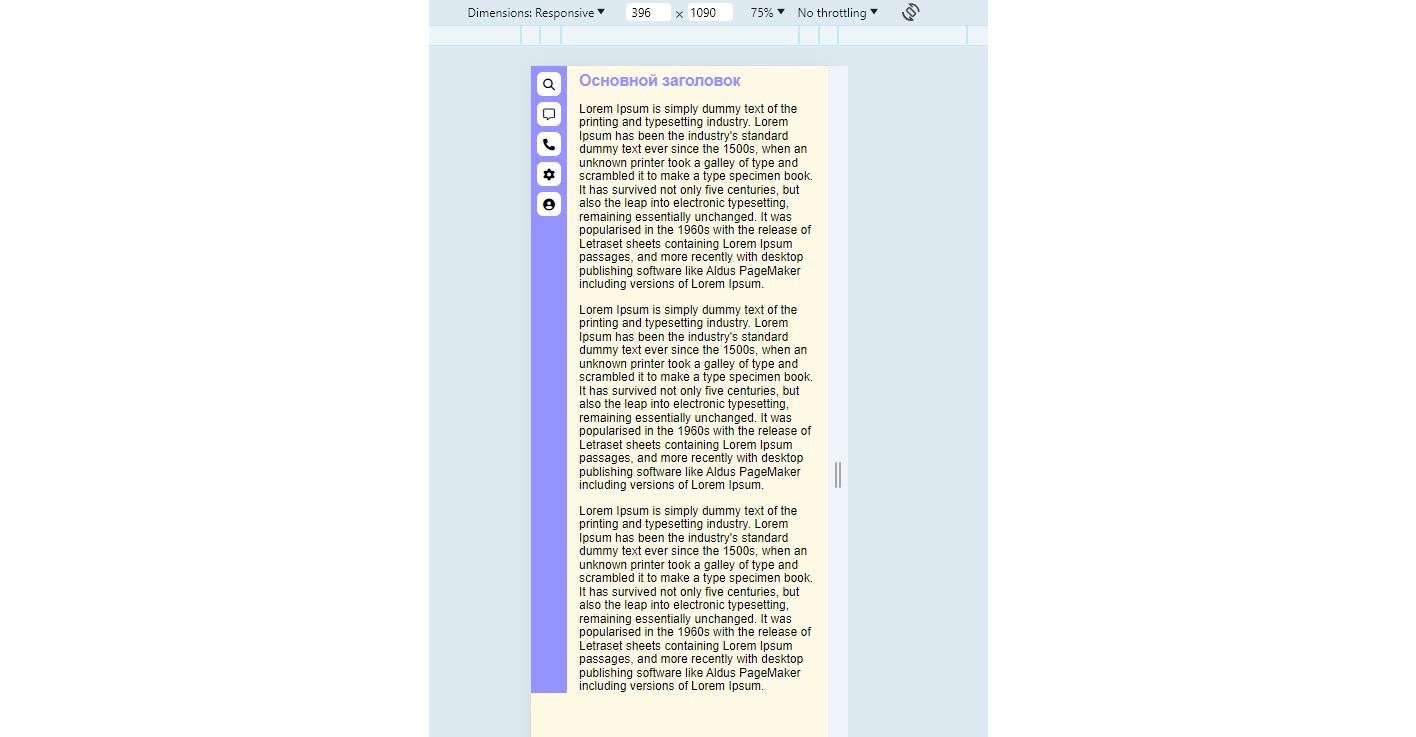 Dimensions: Responsive 396 × 1090 75% No throttling
Основной заголовок
Lorem Ipsum is simply dummy text of the
printing and typesetting industry. Lorem
Ipsum has been the industry's standard
dummy text ever since the 1500s, when an
unknown printer took a galley of type and
scrambled it to make a type specimen book.
It has survived not only five centuries, but
also the leap into electronic typesetting,
remaining essentially unchanged. It was
popularised in the 1960s with the release of
Letraset sheets containing Lorem Ipsum
passages, and more recently with desktop
publishing software like Aldus PageMaker
including versions of Lorem Ipsum.
Lorem Ipsum is simply dummy text of the
printing and typesetting industry. Lorem
Ipsum has been the industry's standard
dummy text ever since the 1500s, when an
unknown printer took a galley of type and
scrambled it to make a type specimen book.
It has survived not only five centuries, but
also the leap into electronic typesetting,
remaining essentially unchanged. It was
popularised in the 1960s with the release of
Letraset sheets containing Lorem Ipsum
passages, and more recently with desktop
publishing software like Aldus PageMaker
including versions of Lorem Ipsum.
Lorem Ipsum is simply dummy text of the
printing and typesetting industry. Lorem
Ipsum has been the industry's standard
dummy text ever since the 1500s, when an
unknown printer took a galley of type and
scrambled it to make a type specimen book.
It has survived not only five centuries, but
also the leap into electronic typesetting,
remaining essentially unchanged. It was
popularised in the 1960s with the release of
Letraset sheets containing Lorem Ipsum
passages, and more recently with desktop
publishing software like Aldus PageMaker
including versions of Lorem Ipsum.